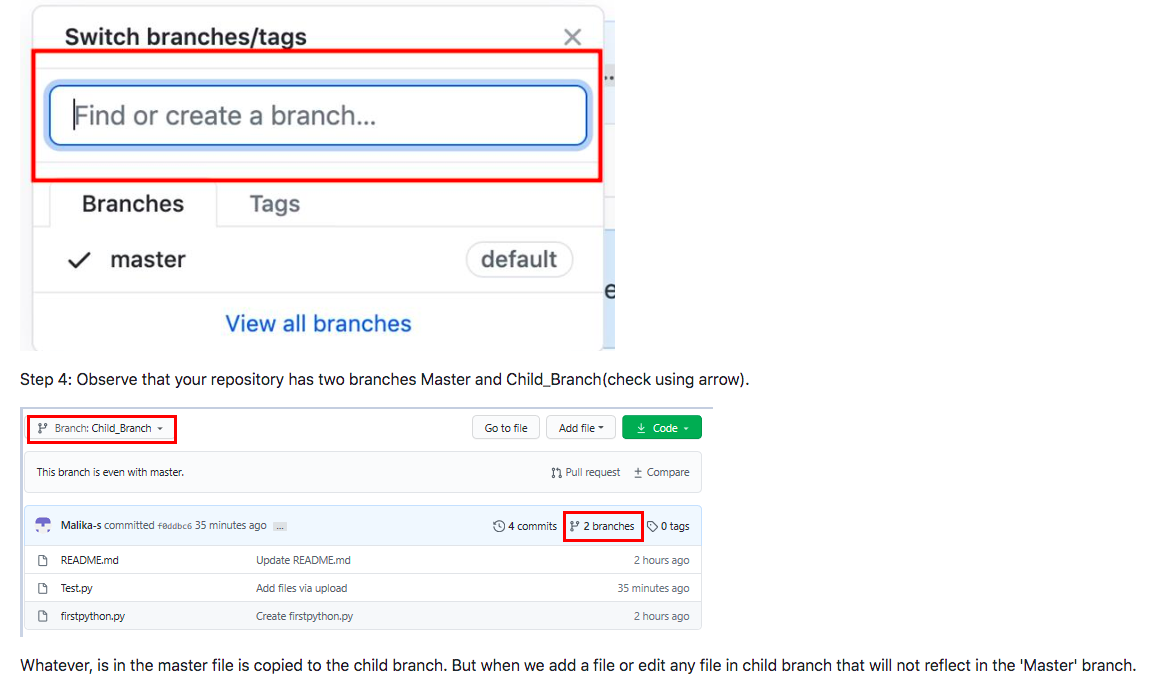 Switch branches/tags
Find or create a branch...
Branches Tags
master default
View all branches
Step 4: Observe that your repository has two branches Master and Child_Branch(check using arrow).
Branch: Child_Branch Go to file Add file Code
This branch is even with master. Pull request Compare
Malika-s committed f0ddbc6 35 minutes ago ... 4 commits 2 branches 0 tags
README.md Update README.md 2 hours ago
Test.py Add files via upload 35 minutes ago
firstpython.py Create firstpython.py 2 hours ago
Whatever, is in the master file is copied to the child branch. But when we add a file or edit any file in child branch that will not reflect in the 'Master' branch.